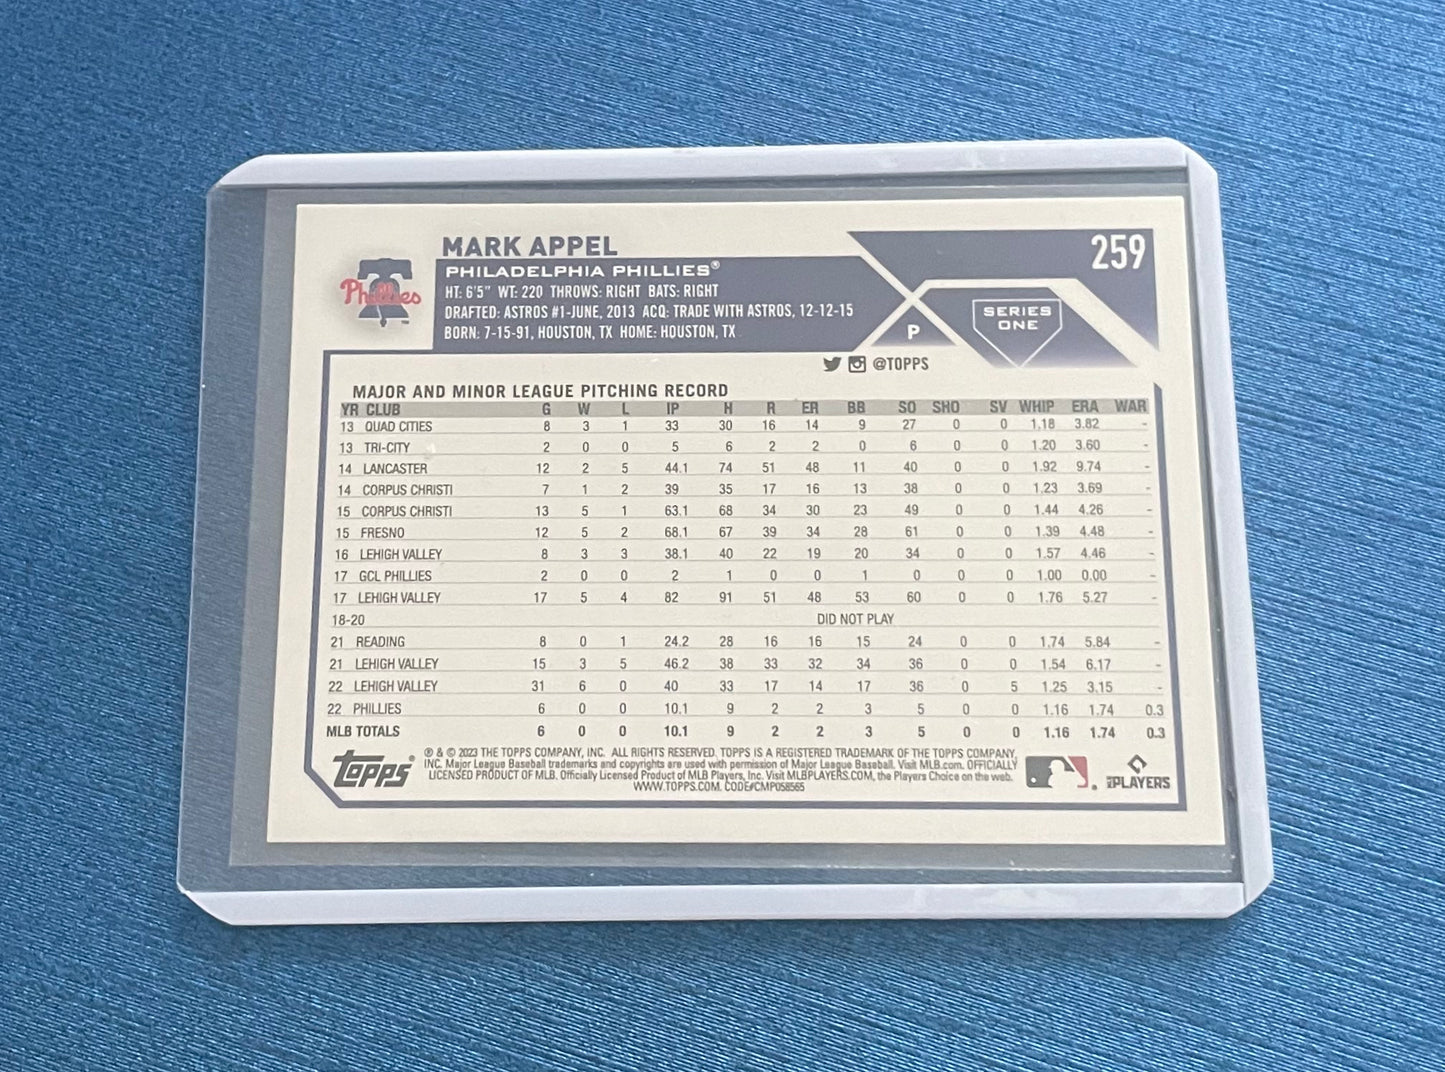 MARK APPEL
259
Phillies
PHILADELPHIA PHILLIES®
HT: 6'5" WT: 220 THROWS: RIGHT BATS: RIGHT
DRAFTED: ASTROS #1-JUNE, 2013 ACQ: TRADE WITH ASTROS, 12-12-15
BORN: 7-15-91, HOUSTON, TX HOME: HOUSTON, TX
P
SERIES
ONE
@TOPPS
MAJOR AND MINOR LEAGUE PITCHING RECORD
YR CLUB G W L IP H R ER BB SO SHO SV WHIP ERA WAR
13 QUAD CITIES 8 3 1 33 30 16 14 9 27 0 0 1.18 3.82 -
13 TRI-CITY 2 0 0 5 6 2 2 0 6 0 0 1.20 3.60 -
14 LANCASTER 12 2 5 44.1 74 51 48 11 40 0 0 1.92 9.74 -
14 CORPUS CHRISTI 7 1 2 39 35 17 16 13 38 0 0 1.23 3.69 -
15 CORPUS CHRISTI 13 5 1 63.1 68 34 30 23 49 0 0 1.44 4.26 -
15 FRESNO 12 5 2 68.1 67 39 34 28 61 0 0 1.39 4.48 -
16 LEHIGH VALLEY 8 3 3 38.1 40 22 19 20 34 0 0 1.57 4.46 -
17 GCL PHILLIES 2 0 0 2 1 0 0 1 0 0 0 1.00 0.00 -
17 LEHIGH VALLEY 17 5 4 82 91 51 48 53 60 0 0 1.76 5.27 -
18-20 DID NOT PLAY
21 READING 8 0 1 24.2 28 16 16 15 24 0 0 1.74 5.84 -
21 LEHIGH VALLEY 15 3 5 46.2 38 33 32 34 36 0 0 1.54 6.17 -
22 LEHIGH VALLEY 31 6 0 40 33 17 14 17 36 0 5 1.25 3.15 -
22 PHILLIES 6 0 0 10.1 9 2 2 3 5 0 0 1.16 1.74 0.3
MLB TOTALS 6 0 0 10.1 9 2 2 3 5 0 0 1.16 1.74 0.3
topps®
® & © 2023 THE TOPPS COMPANY, INC. ALL RIGHTS RESERVED. TOPPS IS A REGISTERED TRADEMARK OF THE TOPPS COMPANY,
INC. Major League Baseball trademarks and copyrights are used with permission of Major League Baseball. Visit MLB.com. OFFICIALLY
LICENSED PRODUCT OF MLB. Officially Licensed Product of MLB Players, Inc. Visit MLBPLAYERS.COM, the Players Choice on the web.
WWW.TOPPS.COM. CODE#CMP058565
MLB PLAYERS